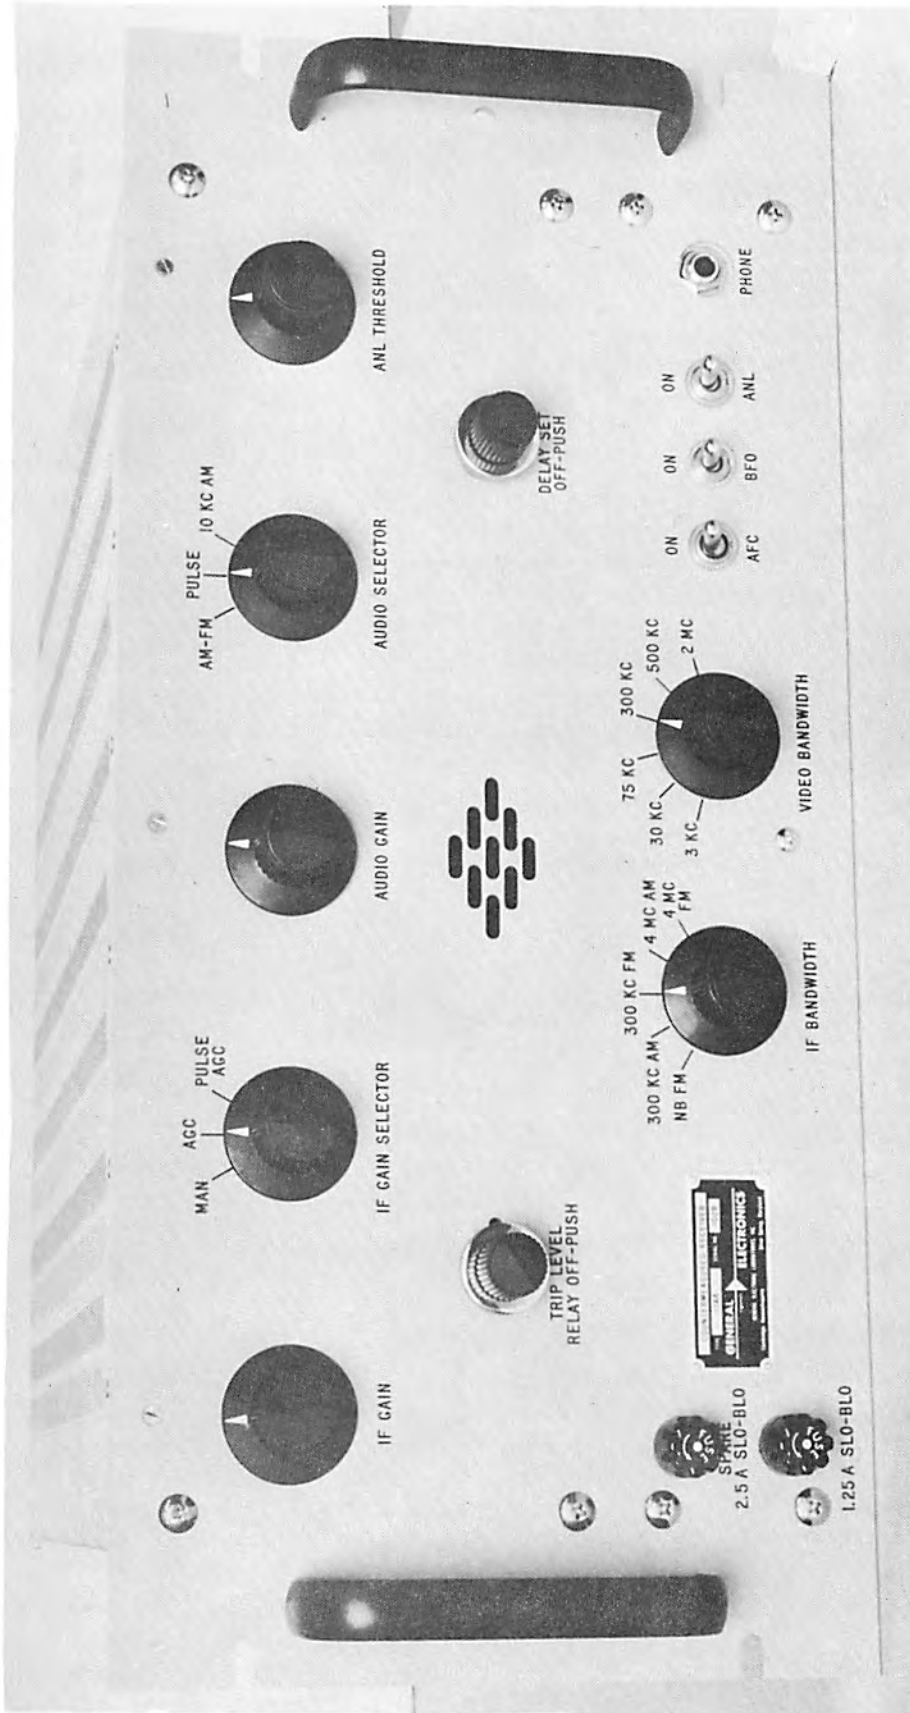 MAN
AGC
PULSE
AGC
AM-FM
PULSE
10 KC AM
IF GAIN
IF GAIN SELECTOR
AUDIO GAIN
AUDIO SELECTOR
ANL THRESHOLD
TRIP LEVEL
RELAY OFF-PUSH
DELAY SET
OFF-PUSH
SPARE
2.5 A SLO-BLO
1.25 A SLO-BLO
GENERAL ELECTRONICS
NB FM
300 KC AM
300 KC FM
4 MC AM
4 MC
FM
IF BANDWIDTH
3 KC
30 KC
75 KC
300 KC
500 KC
2 MC
VIDEO BANDWIDTH
ON
ON
ON
AFC
BFO
ANL
PHONE